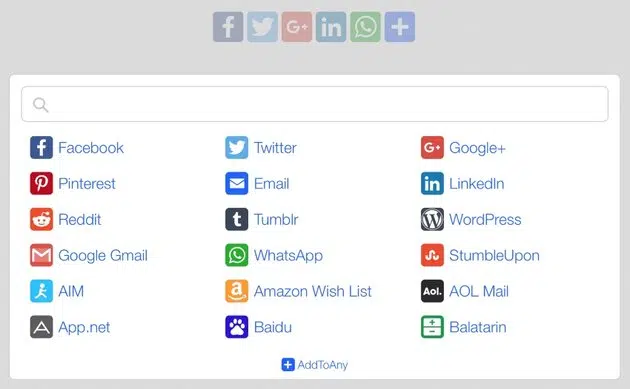 Facebook Twitter Google+
Pinterest Email LinkedIn
Reddit Tumblr WordPress
Google Gmail WhatsApp StumbleUpon
AIM Amazon Wish List Aol. AOL Mail
App.net Baidu Balatarin
AddToAny